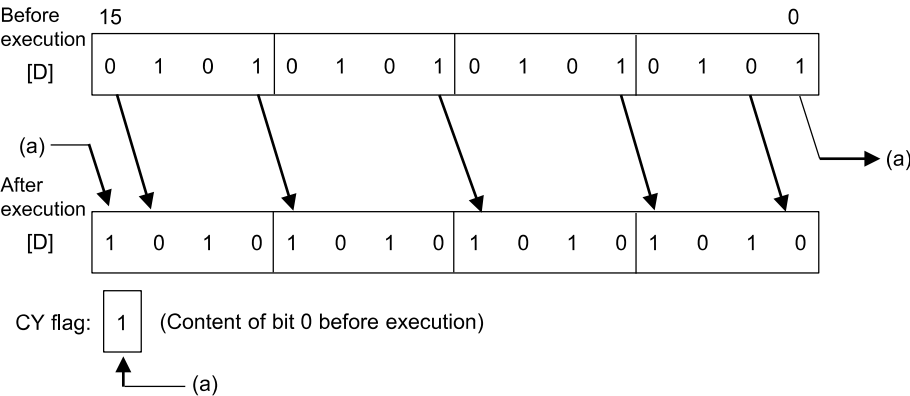 Before
execution
15 0
[D] 0 1 0 1 0 1 0 1 0 1 0 1 0 1 0 1
(a) (a)
After
execution
[D] 1 0 1 0 1 0 1 0 1 0 1 0 1 0 1 0
CY flag: 1 (Content of bit 0 before execution)
(a)